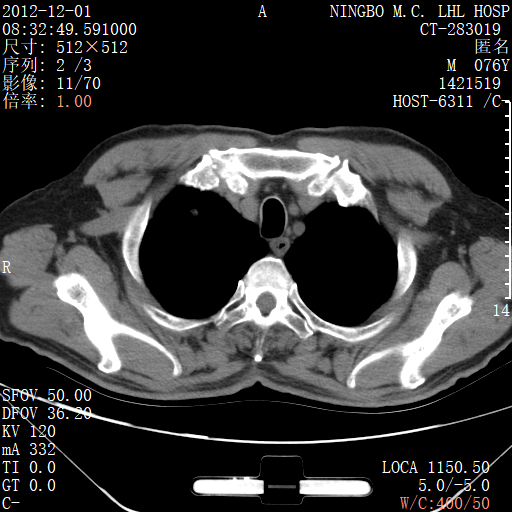 2012-12-01
08:32:49.591000
尺寸: 512×512
序列: 2 /3
影像: 11/70
倍率: 1.00
A
NINGBO M.C. LHL HOSP
CT-283019
匿名
M 076Y
1421519
HOST-6311 /C-
R
14
SFOV 50.00
DFOV 36.20
KV 120
mA 332
TI 0.0
GT 0.0
C-
LOCA 1150.50
5.0/-5.0
W/C:400/50